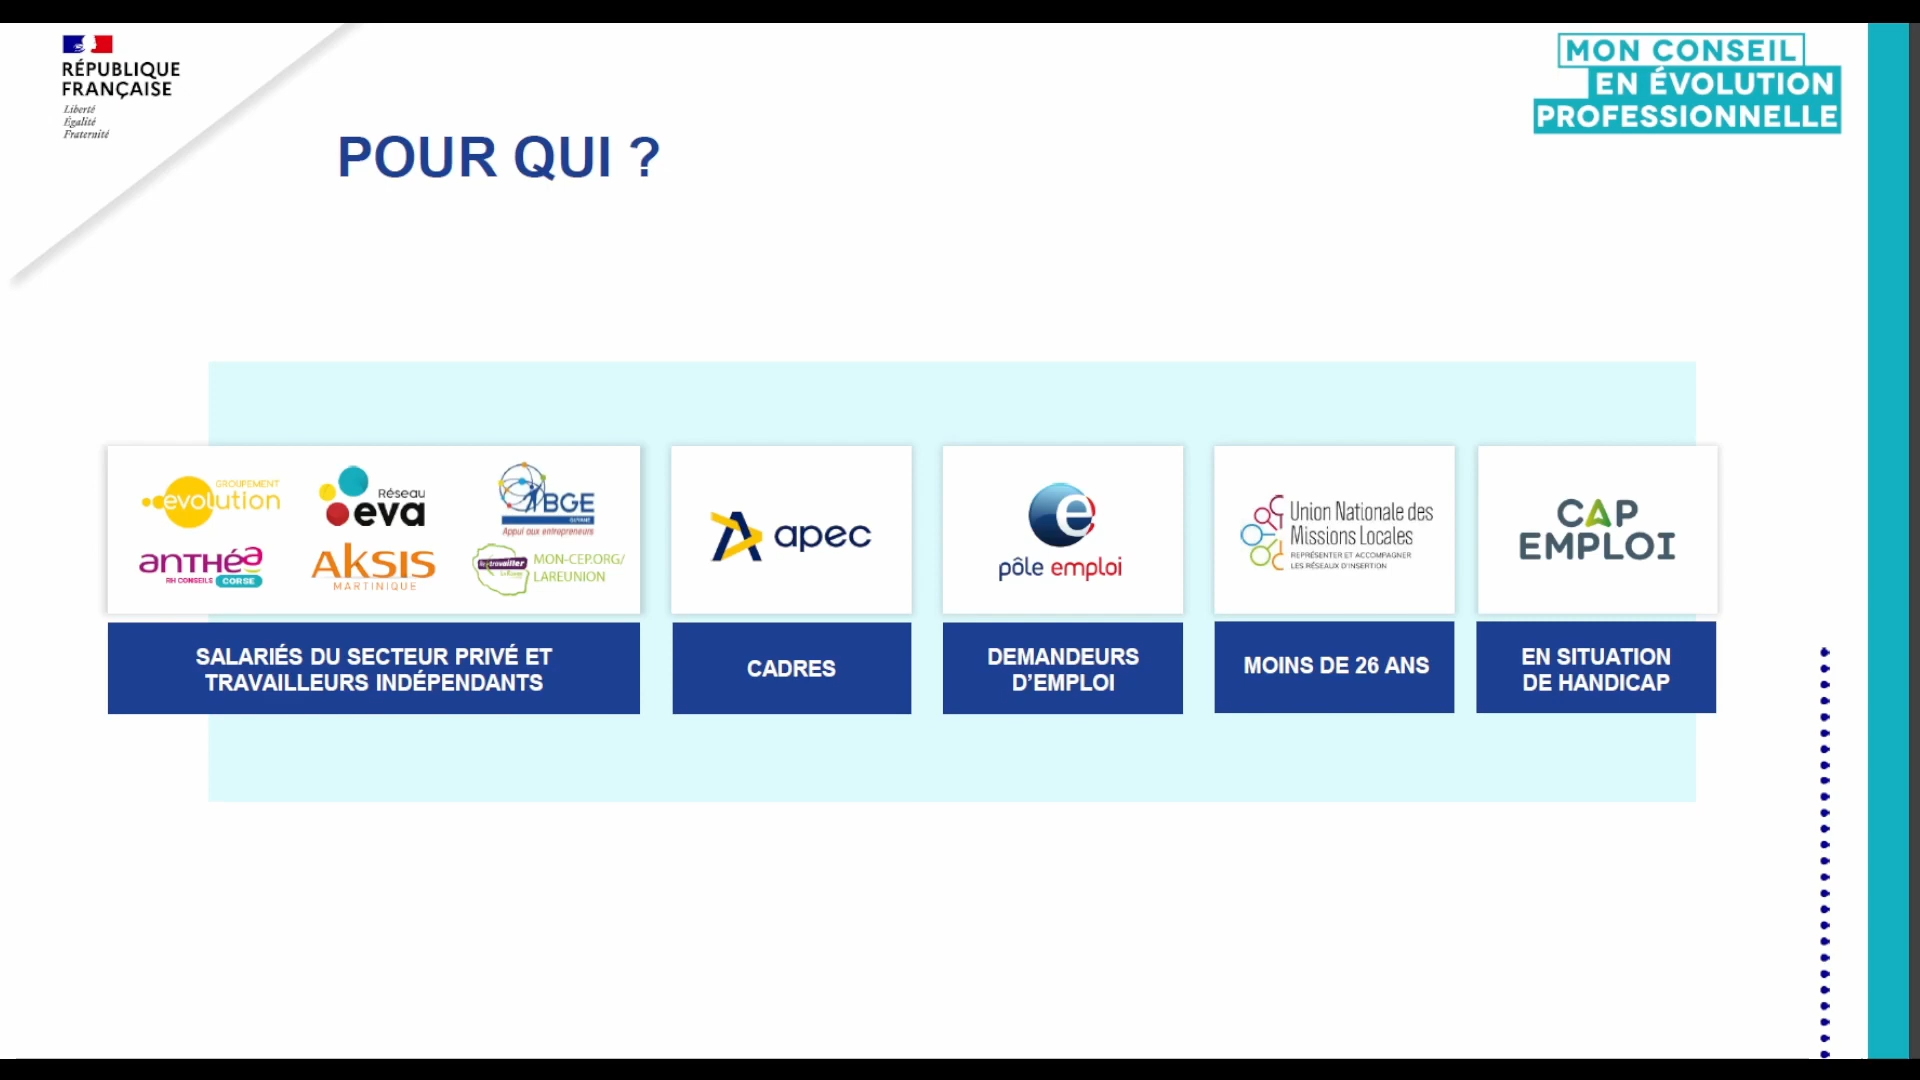 RÉPUBLIQUE
FRANÇAISE
Liberté
Égalité
Fraternité
MON CONSEIL
EN ÉVOLUTION
PROFESSIONNELLE
POUR QUI ?
GROUPEMENT
evolution
Réseau
eva
BGE
GUYANE
Appui aux entrepreneurs
anthéa
RH CONSEILS CORSE
AKSIS
MARTINIQUE
Retravailler
MON-CEP.ORG/
LAREUNION
apec
pôle emploi
Union Nationale des
Missions Locales
REPRÉSENTER ET ACCOMPAGNER
LES RÉSEAUX D'INSERTION
CAP
EMPLOI
SALARIÉS DU SECTEUR PRIVÉ ET
TRAVAILLEURS INDÉPENDANTS
CADRES
DEMANDEURS
D’EMPLOI
MOINS DE 26 ANS
EN SITUATION
DE HANDICAP